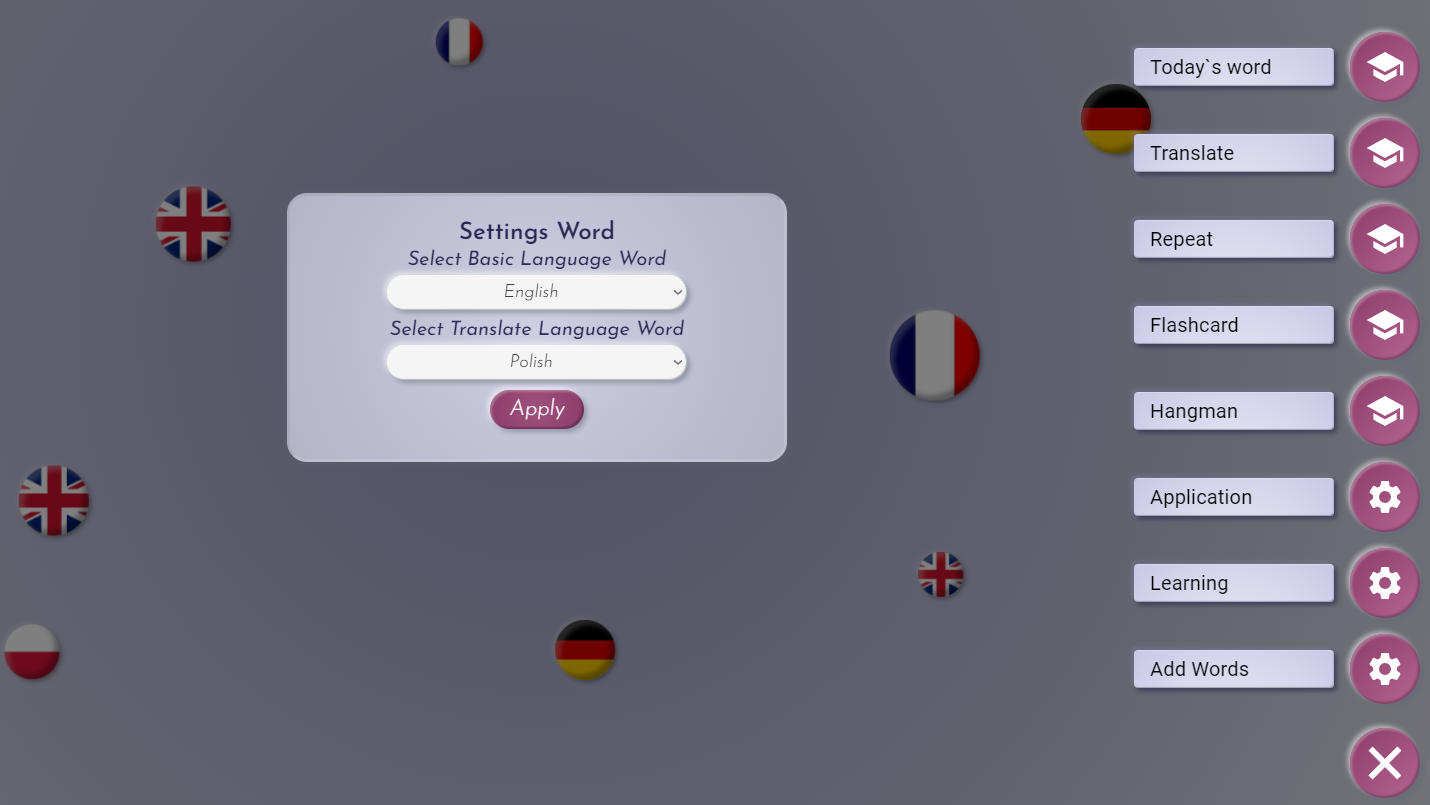 Settings Word
Select Basic Language Word
English
Select Translate Language Word
Polish
Apply
Today`s word
Translate
Repeat
Flashcard
Hangman
Application
Learning
Add Words